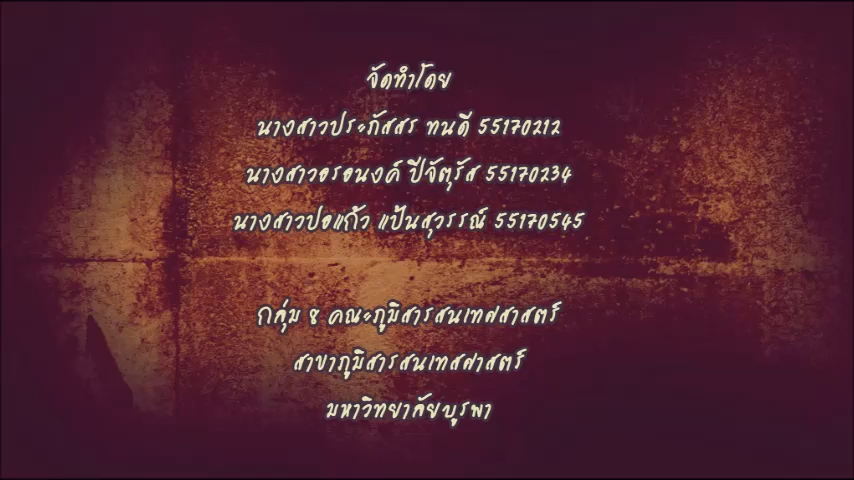 จัดทำโดย
นางสาวประภัสสร ทนดี 55170212
นางสาวอรอนงค์ ปีจัตุรัส 55170234
นางสาวปอแก้ว แป้นสุวรรณ์ 55170545
กลุ่ม 8 คณะภูมิสารสนเทศศาสตร์
สาขาภูมิสารสนเทศศาสตร์
มหาวิทยาลัยบูรพา